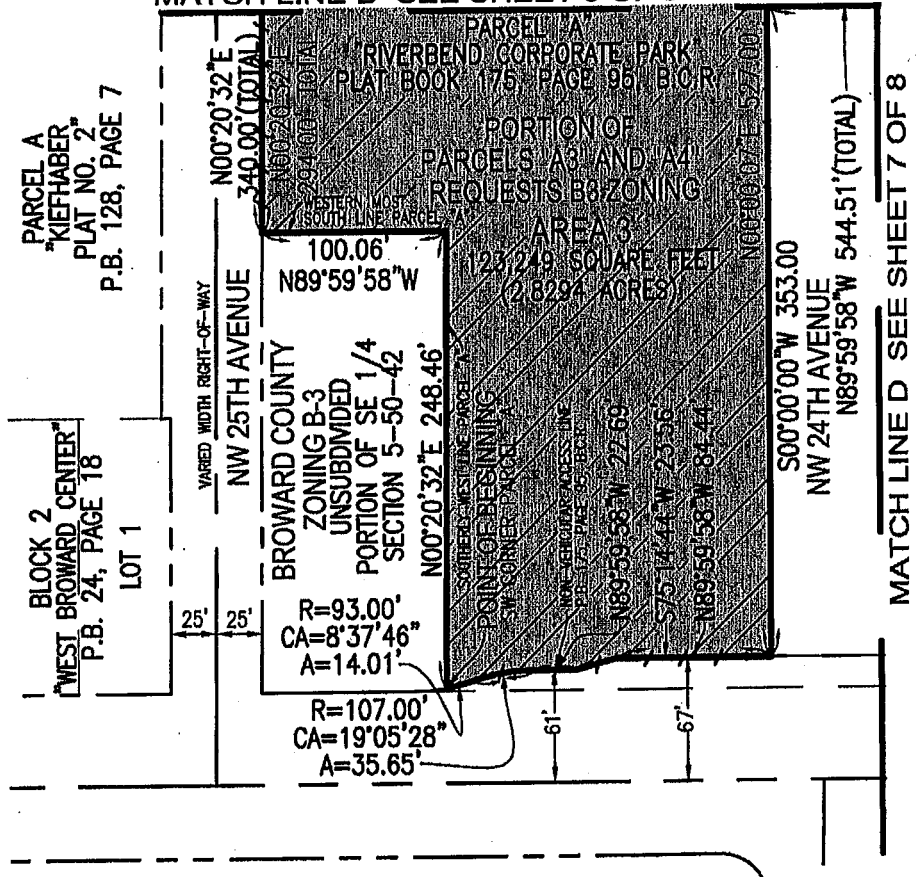 PARCEL A
"KIEFHABER
PLAT NO. 2"
P.B. 128, PAGE 7
N00°20'32"E
340.00'(TOTAL)
N00°20'32"E
294.00' TOTAL
PARCEL "A"
"RIVERBEND CORPORATE PARK"
PLAT BOOK 175, PAGE 95, B.C.R.
PORTION OF
PARCELS A3 AND A4
REQUESTS B3 ZONING
AREA 3
123,249 SQUARE FEET
(2.8294 ACRES)
WESTERN MOST
SOUTH LINE PARCEL "A"
100.06'
N89°59'58"W
VARIED WIDTH RIGHT-OF-WAY
NW 25TH AVENUE
BROWARD COUNTY
ZONING B-3
UNSUBDIVIDED
PORTION OF SE 1/4
SECTION 5-50-42
N00°20'32"E 248.46'
SOUTHERLY WEST LINE PARCEL "A"
POINT OF BEGINNING
CORNER PARCEL "A"
NON-VEHICULAR ACCESS LINE
N89°59'58"W 22.69'
S75°14'44"W 23.56'
N89°59'58"W 84.44'
S00°00'00"W 353.00
NW 24TH AVENUE
N89°59'58"W 544.51'(TOTAL)
MATCH LINE D SEE SHEET 7 OF 8
BLOCK 2
"WEST BROWARD CENTER"
P.B. 24, PAGE 18
LOT 1
25'
25'
R=93.00'
CA=8°37'46"
A=14.01'
R=107.00'
CA=19°05'28"
A=35.65'
61'
67'